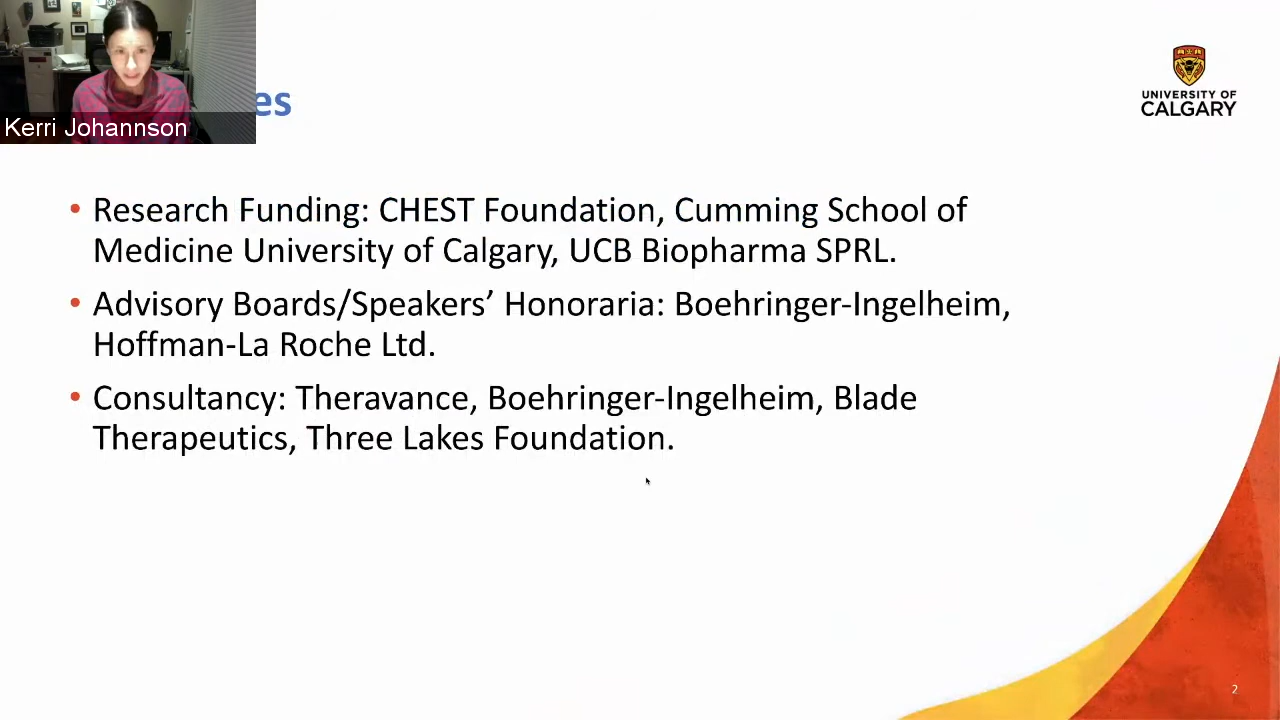 Kerri Johannson
es
UNIVERSITY OF
CALGARY
• Research Funding: CHEST Foundation, Cumming School of
Medicine University of Calgary, UCB Biopharma SPRL.
• Advisory Boards/Speakers’ Honoraria: Boehringer-Ingelheim,
Hoffman-La Roche Ltd.
• Consultancy: Theravance, Boehringer-Ingelheim, Blade
Therapeutics, Three Lakes Foundation.
2